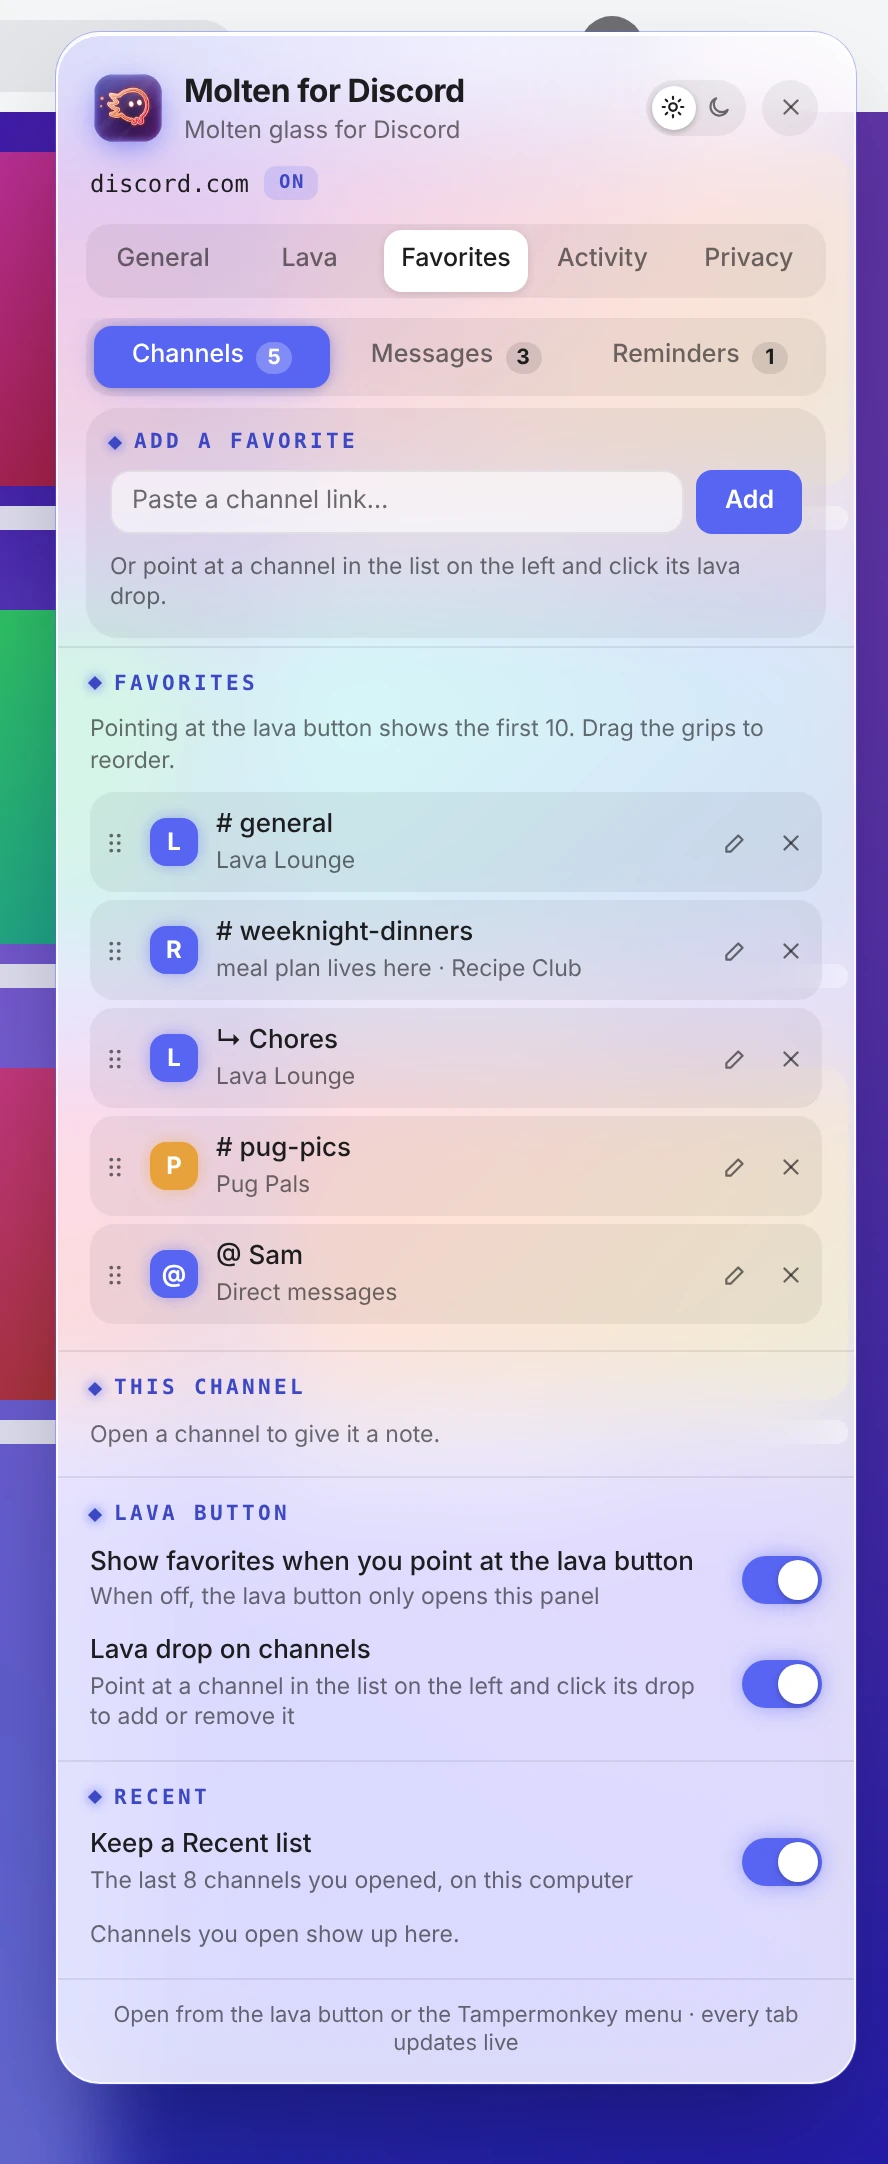 Molten for Discord
Molten glass for Discord
discord.com ON
General Lava Favorites Activity Privacy
Channels 5 Messages 3 Reminders 1
ADD A FAVORITE
Paste a channel link... Add
Or point at a channel in the list on the left and click its lava
drop.
FAVORITES
Pointing at the lava button shows the first 10. Drag the grips to
reorder.
L # general
Lava Lounge
R # weeknight-dinners
meal plan lives here · Recipe Club
L ↳ Chores
Lava Lounge
P # pug-pics
Pug Pals
@ @ Sam
Direct messages
THIS CHANNEL
Open a channel to give it a note.
LAVA BUTTON
Show favorites when you point at the lava button
When off, the lava button only opens this panel
Lava drop on channels
Point at a channel in the list on the left and click its drop
to add or remove it
RECENT
Keep a Recent list
The last 8 channels you opened, on this computer
Channels you open show up here.
Open from the lava button or the Tampermonkey menu · every tab
updates live